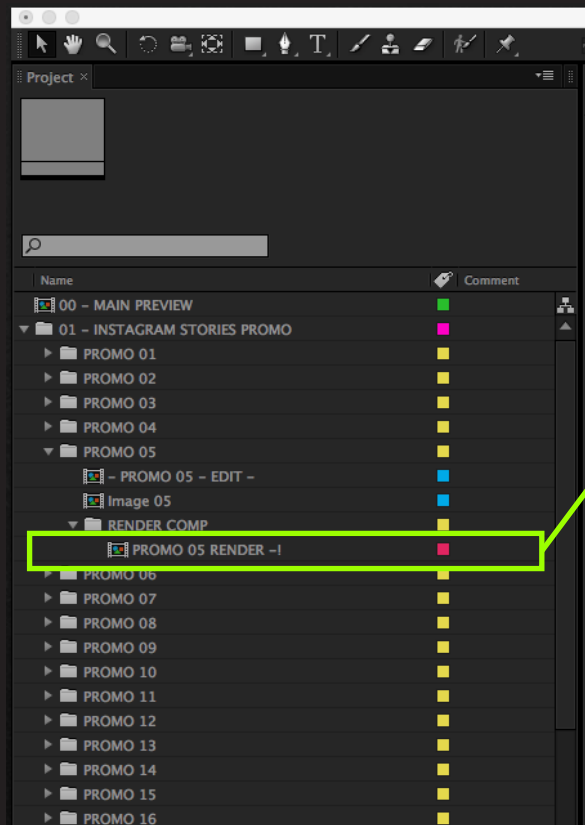 Project ×
Name Comment
00 – MAIN PREVIEW
01 – INSTAGRAM STORIES PROMO
PROMO 01
PROMO 02
PROMO 03
PROMO 04
PROMO 05
– PROMO 05 – EDIT –
Image 05
RENDER COMP
PROMO 05 RENDER –!
PROMO 06
PROMO 07
PROMO 08
PROMO 09
PROMO 10
PROMO 11
PROMO 12
PROMO 13
PROMO 14
PROMO 15
PROMO 16